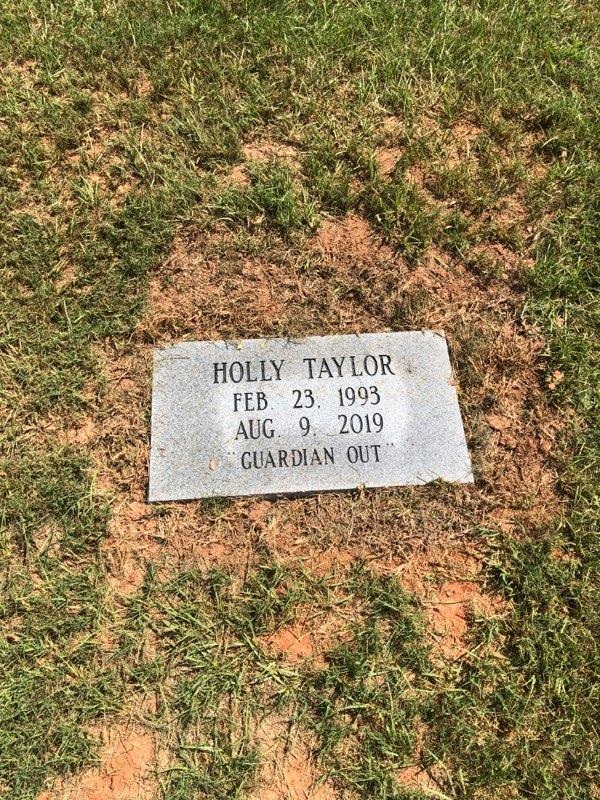 HOLLY TAYLOR
FEB. 23, 1993
AUG. 9, 2019
"GUARDIAN OUT"